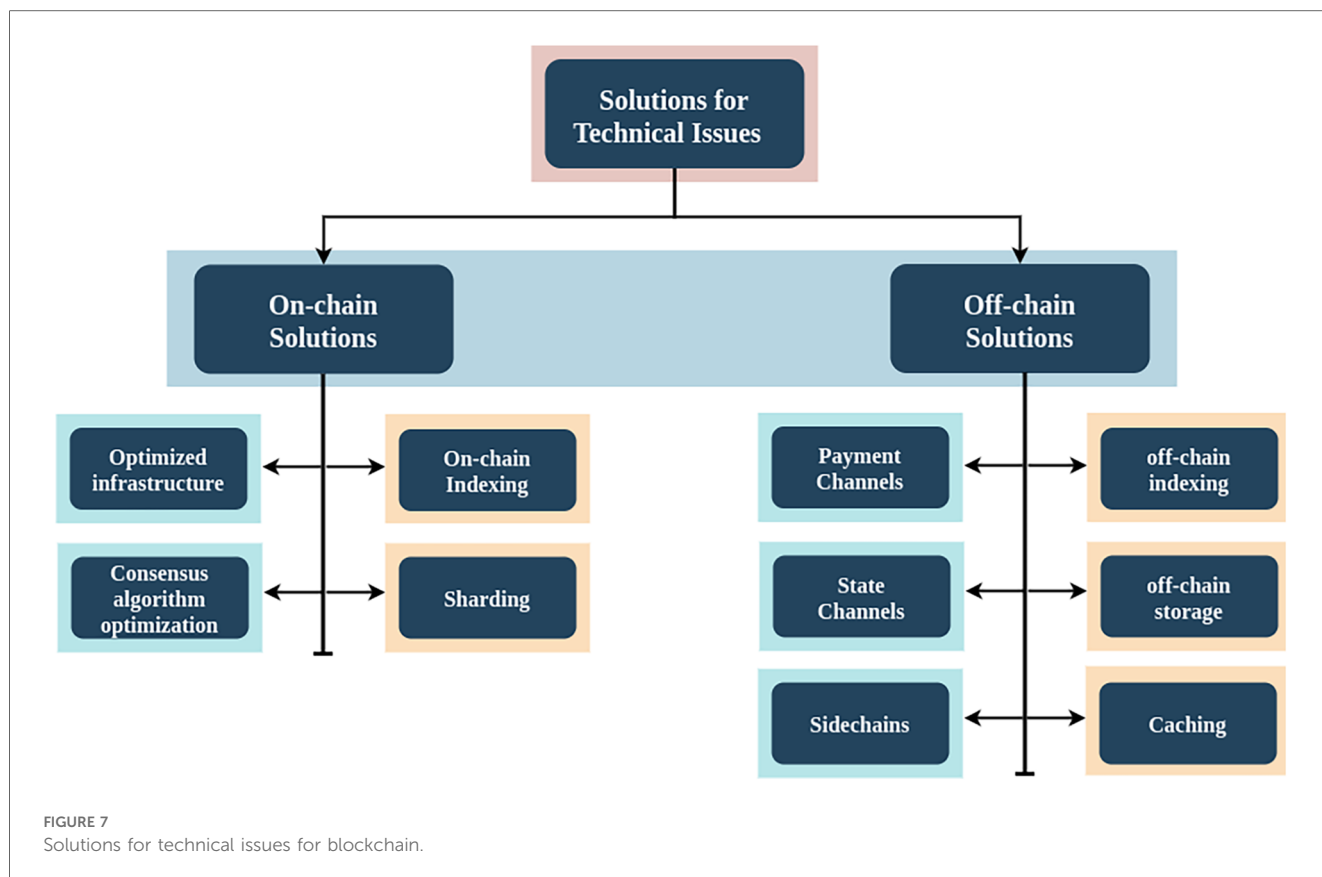 Solutions for
Technical Issues
On-chain
Solutions
Off-chain
Solutions
Optimized
infrastructure
On-chain
Indexing
Payment
Channels
off-chain
indexing
Consensus
algorithm
optimization
Sharding
State
Channels
off-chain
storage
Sidechains
Caching
FIGURE 7
Solutions for technical issues for blockchain.